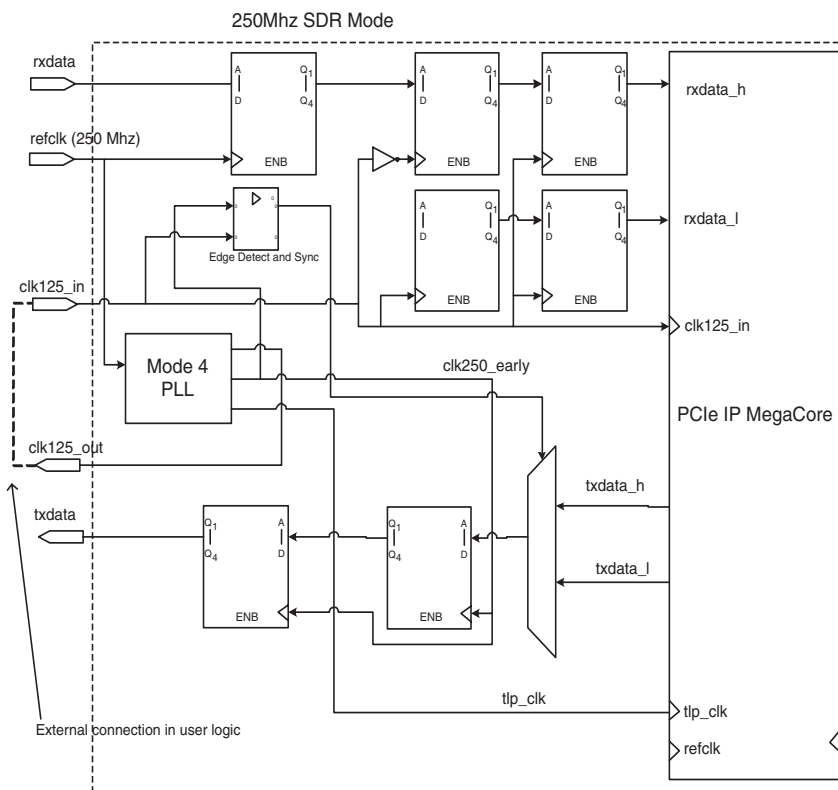 250Mhz SDR Mode
rxdata
A
D
Q1
Q4
ENB
A
D
Q1
Q4
ENB
A
D
Q1
Q4
ENB
rxdata_h
refclk (250 Mhz)
Edge Detect and Sync
A
D
Q1
Q4
ENB
A
D
Q1
Q4
ENB
rxdata_l
clk125_in
clk125_in
Mode 4
PLL
clk250_early
PCIe IP MegaCore
clk125_out
txdata_h
txdata
Q1
Q4
A
D
ENB
Q1
Q4
A
D
ENB
txdata_l
tlp_clk
tlp_clk
External connection in user logic
refclk